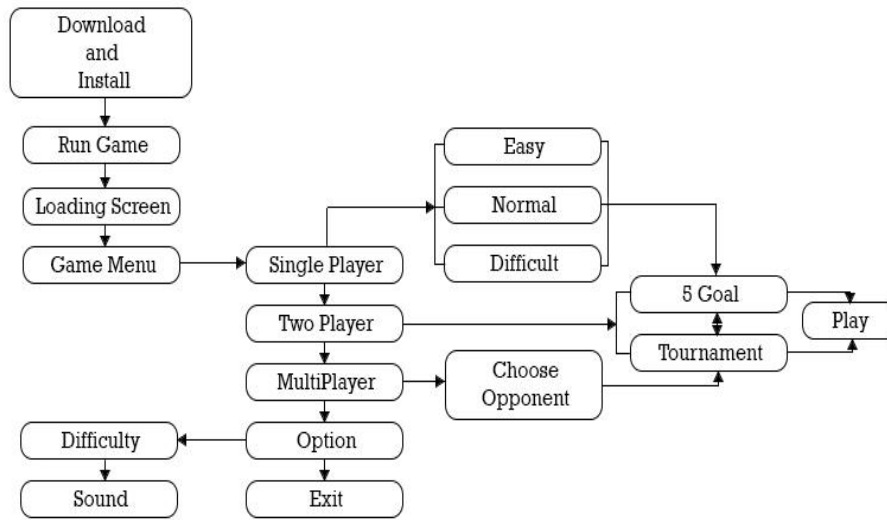 Download
and
Install
Run Game
Loading Screen
Game Menu
Single Player
Two Player
MultiPlayer
Option
Exit
Difficulty
Sound
Easy
Normal
Difficult
Choose
Opponent
5 Goal
Tournament
Play